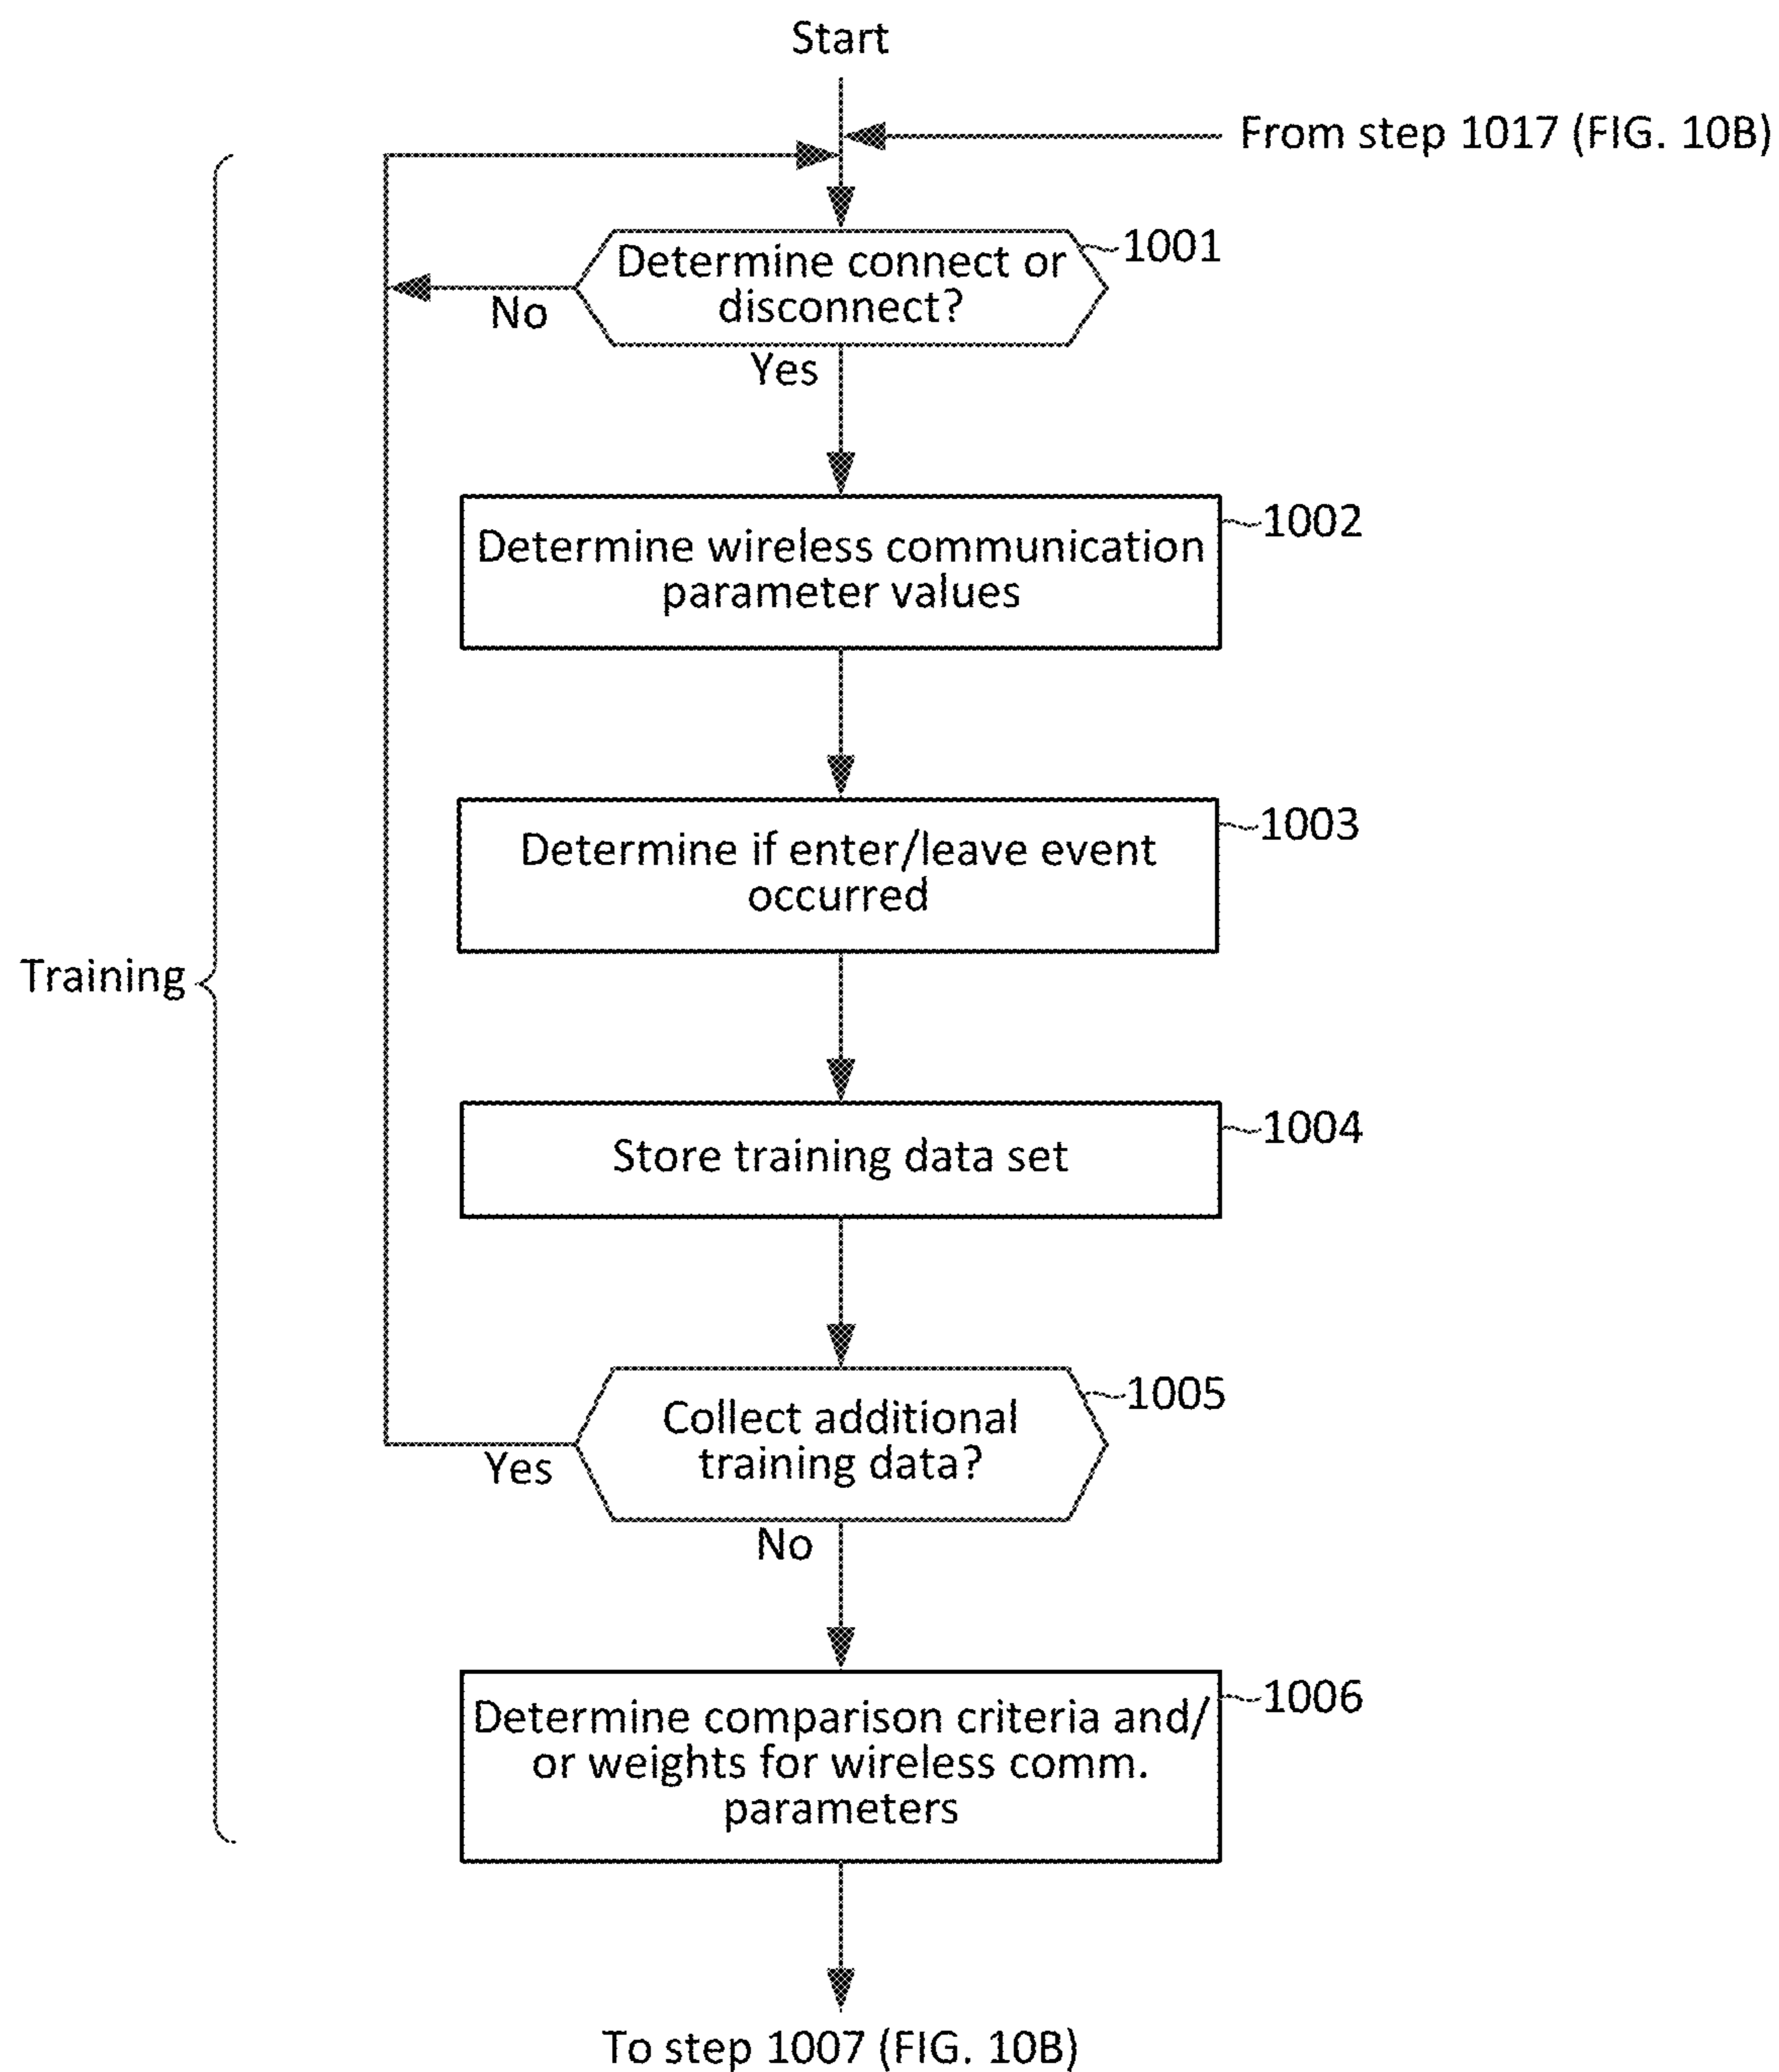 Start
From step 1017 (FIG. 10B)
1001
Determine connect or
disconnect?
No
Yes
1002
Determine wireless communication
parameter values
1003
Determine if enter/leave event
occurred
Training
1004
Store training data set
1005
Collect additional
training data?
Yes
No
1006
Determine comparison criteria and/
or weights for wireless comm.
parameters
To step 1007 (FIG. 10B)